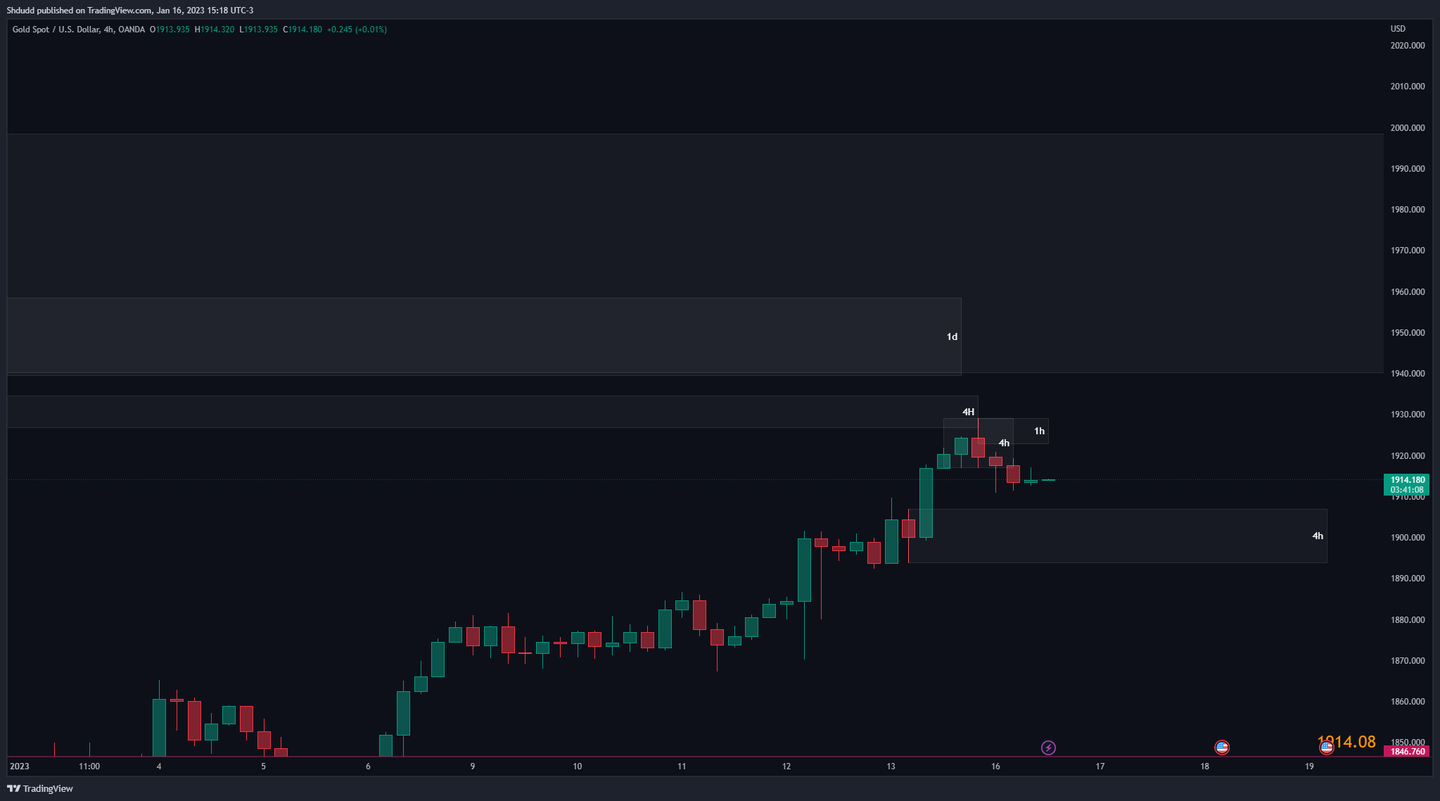 Shdudd published on TradingView.com, Jan 16, 2023 15:18 UTC-3
Gold Spot / U.S. Dollar, 4h, OANDA O1913.935 H1914.320 L1913.935 C1914.180 +0.245 (+0.01%)
USD
2020.000
2010.000
2000.000
1990.000
1980.000
1970.000
1960.000
1d
1950.000
1940.000
4H
1930.000
1h
4h
1920.000
1914.180
03:41:08
1910.000
4h
1900.000
1890.000
1880.000
1870.000
1860.000
1914.08
1850.000
1846.760
2023 11:00 4 5 6 9 10 11 12 13 16 17 18 19
TradingView